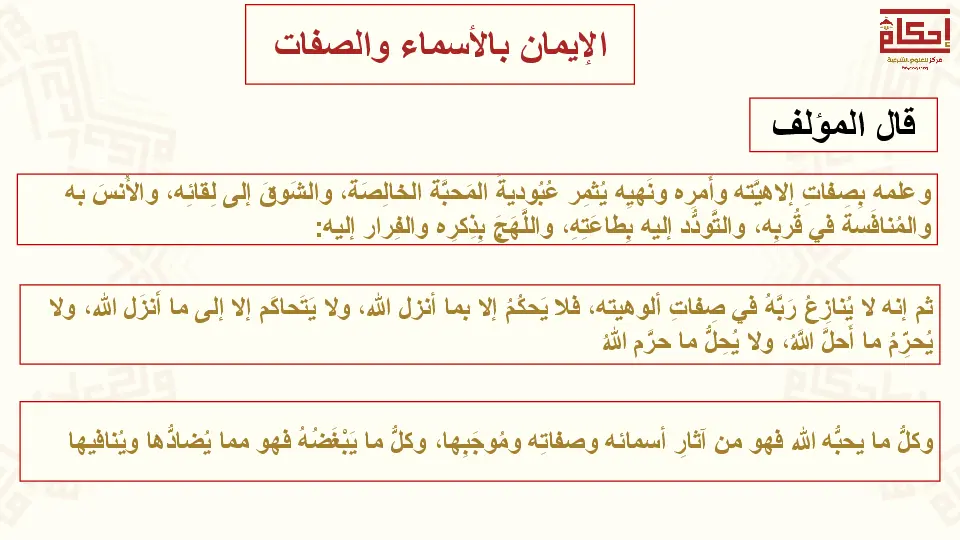 الإيمان بالأسماء والصفات
إحكام
مركز للعلوم الشرعية
قال المؤلف
وعلمه بِصِفاتِ إلاهيَّته وأمرِه ونَهيِه يُثمِر عُبُوديةَ المَحبَّة الخالِصَة، والشَوقَ إلى لِقائِه، والأُنسَ به
والمُنافَسةَ في قُربِه، والتَّودُّد إليه بِطاعَتِهِ، واللَّهَجَ بِذِكرِه والفِرار إليه:
ثم إنه لا يُنازِعُ رَبَّهُ في صِفاتِ ألوهيته، فلا يَحكُمُ إلا بما أنزل الله، ولا يَتَحاكَم إلا إلى ما أَنزَل الله، ولا
يُحرِّمُ ما أَحلَّ اللَّهُ، ولا يُحِلُّ ما حرَّم اللهُ
وكلُّ ما يحبُّه الله فهو من آثارِ أسمائه وصفاتِه ومُوجَبِها، وكلُّ ما يَبْغَضُهُ فهو مما يُضادُّها ويُنافيها